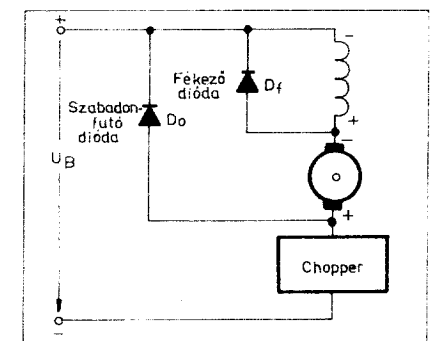 +
−
Fékező
dióda
Df
Szabadon-
futó
dióda
D0
+
−
UB
+
Chopper
−